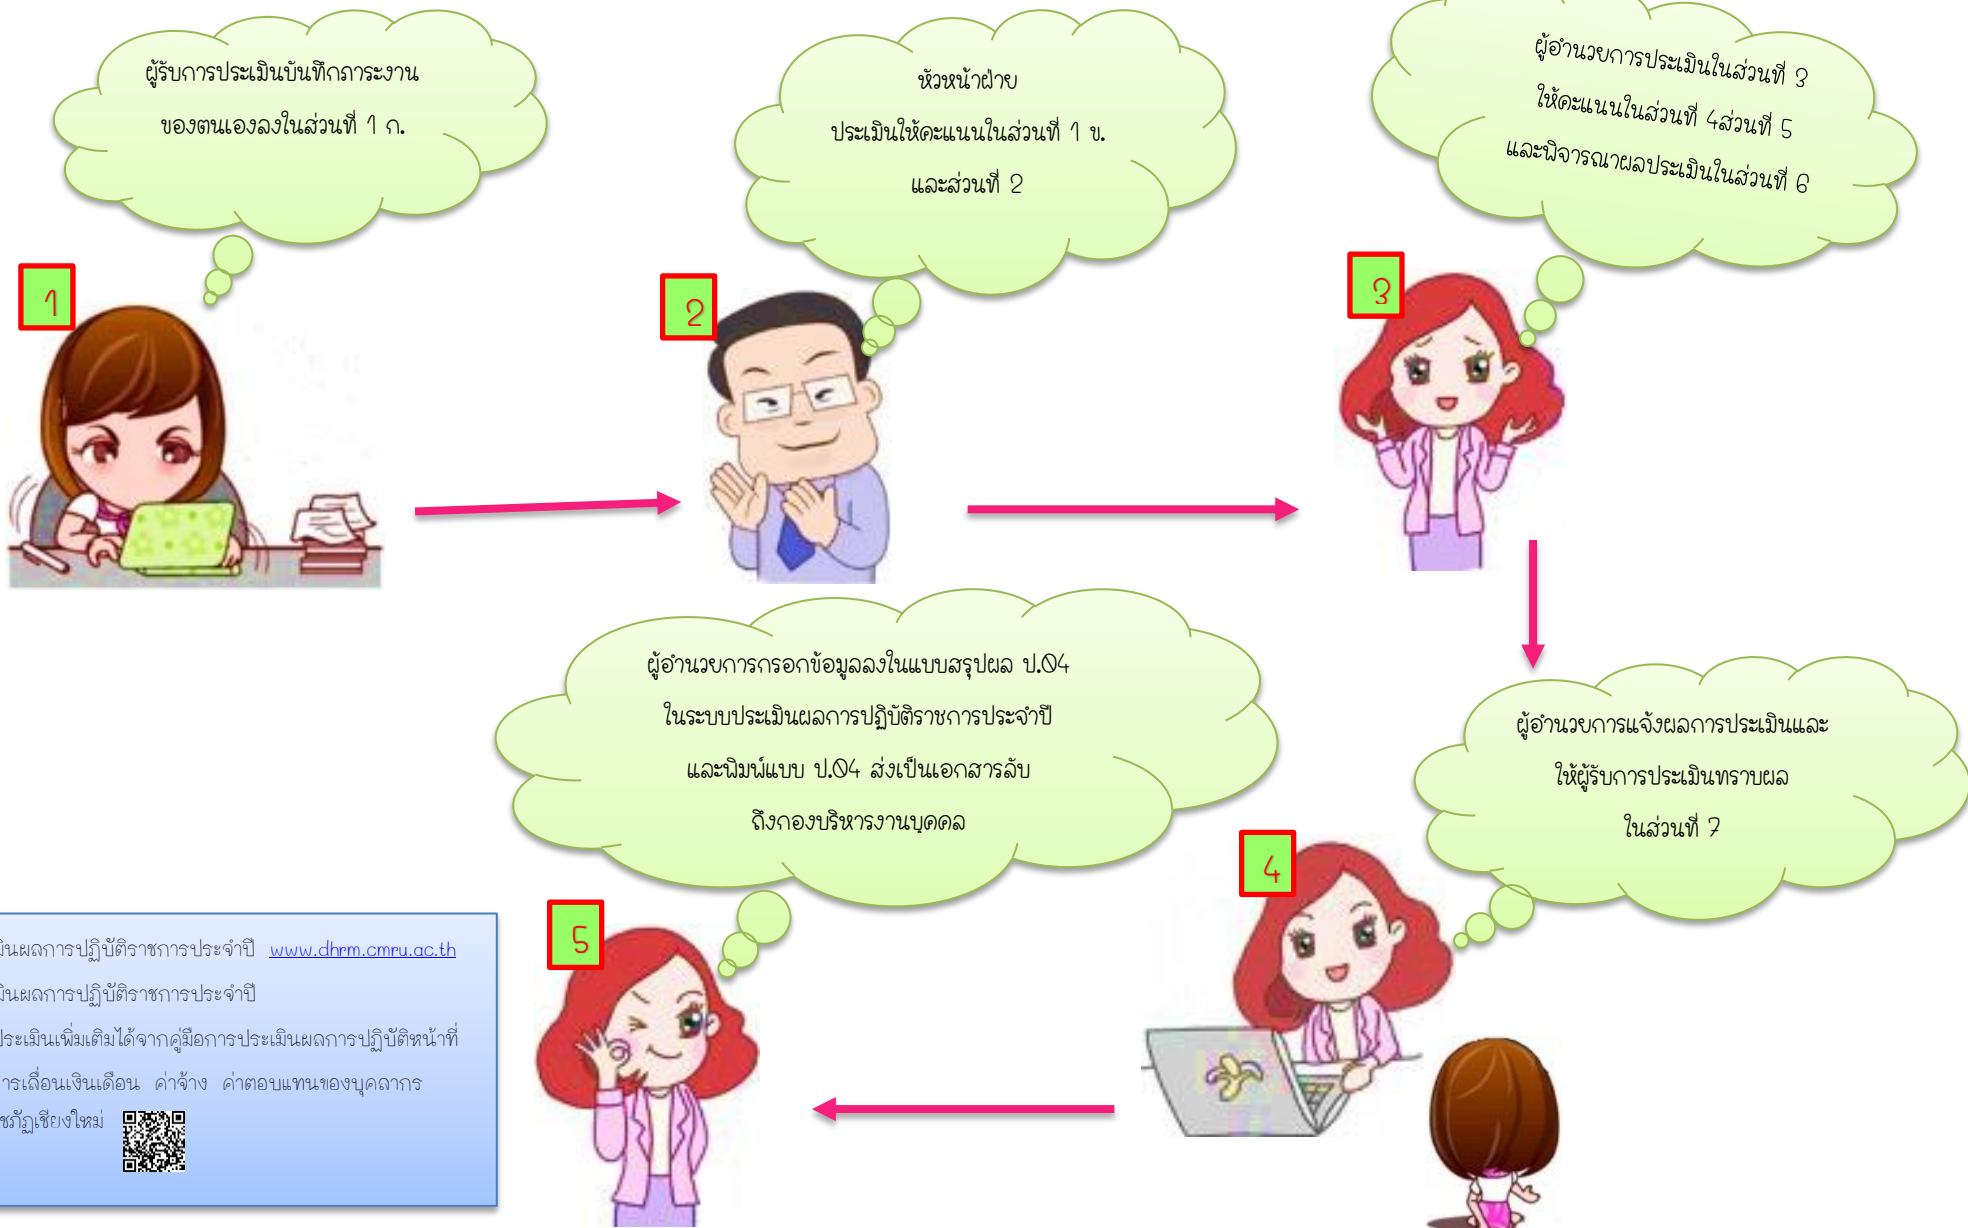 ผู้รับการประเมินบันทึกภาระงาน
ของตนเองลงในส่วนที่ 1 ก.
1
หัวหน้าฝ่าย
ประเมินให้คะแนนในส่วนที่ 1 ข.
และส่วนที่ 2
2
ผู้อำนวยการประเมินในส่วนที่ 3
ให้คะแนนในส่วนที่ 4ส่วนที่ 5
และพิจารณาผลประเมินในส่วนที่ 6
3
ผู้อำนวยการแจ้งผลการประเมินและ
ให้ผู้รับการประเมินทราบผล
ในส่วนที่ 7
4
ผู้อำนวยการกรอกข้อมูลลงในแบบสรุปผล ป.04
ในระบบประเมินผลการปฏิบัติราชการประจำปี
และพิมพ์แบบ ป.04 ส่งเป็นเอกสารลับ
ถึงกองบริหารงานบุคคล
5
มินผลการปฏิบัติราชการประจำปี www.dhrm.cmru.ac.th
มินผลการปฏิบัติราชการประจำปี
ประเมินเพิ่มเติมได้จากคู่มือการประเมินผลการปฏิบัติหน้าที่
ารเลื่อนเงินเดือน ค่าจ้าง ค่าตอบแทนของบุคลากร
ชภัฏเชียงใหม่